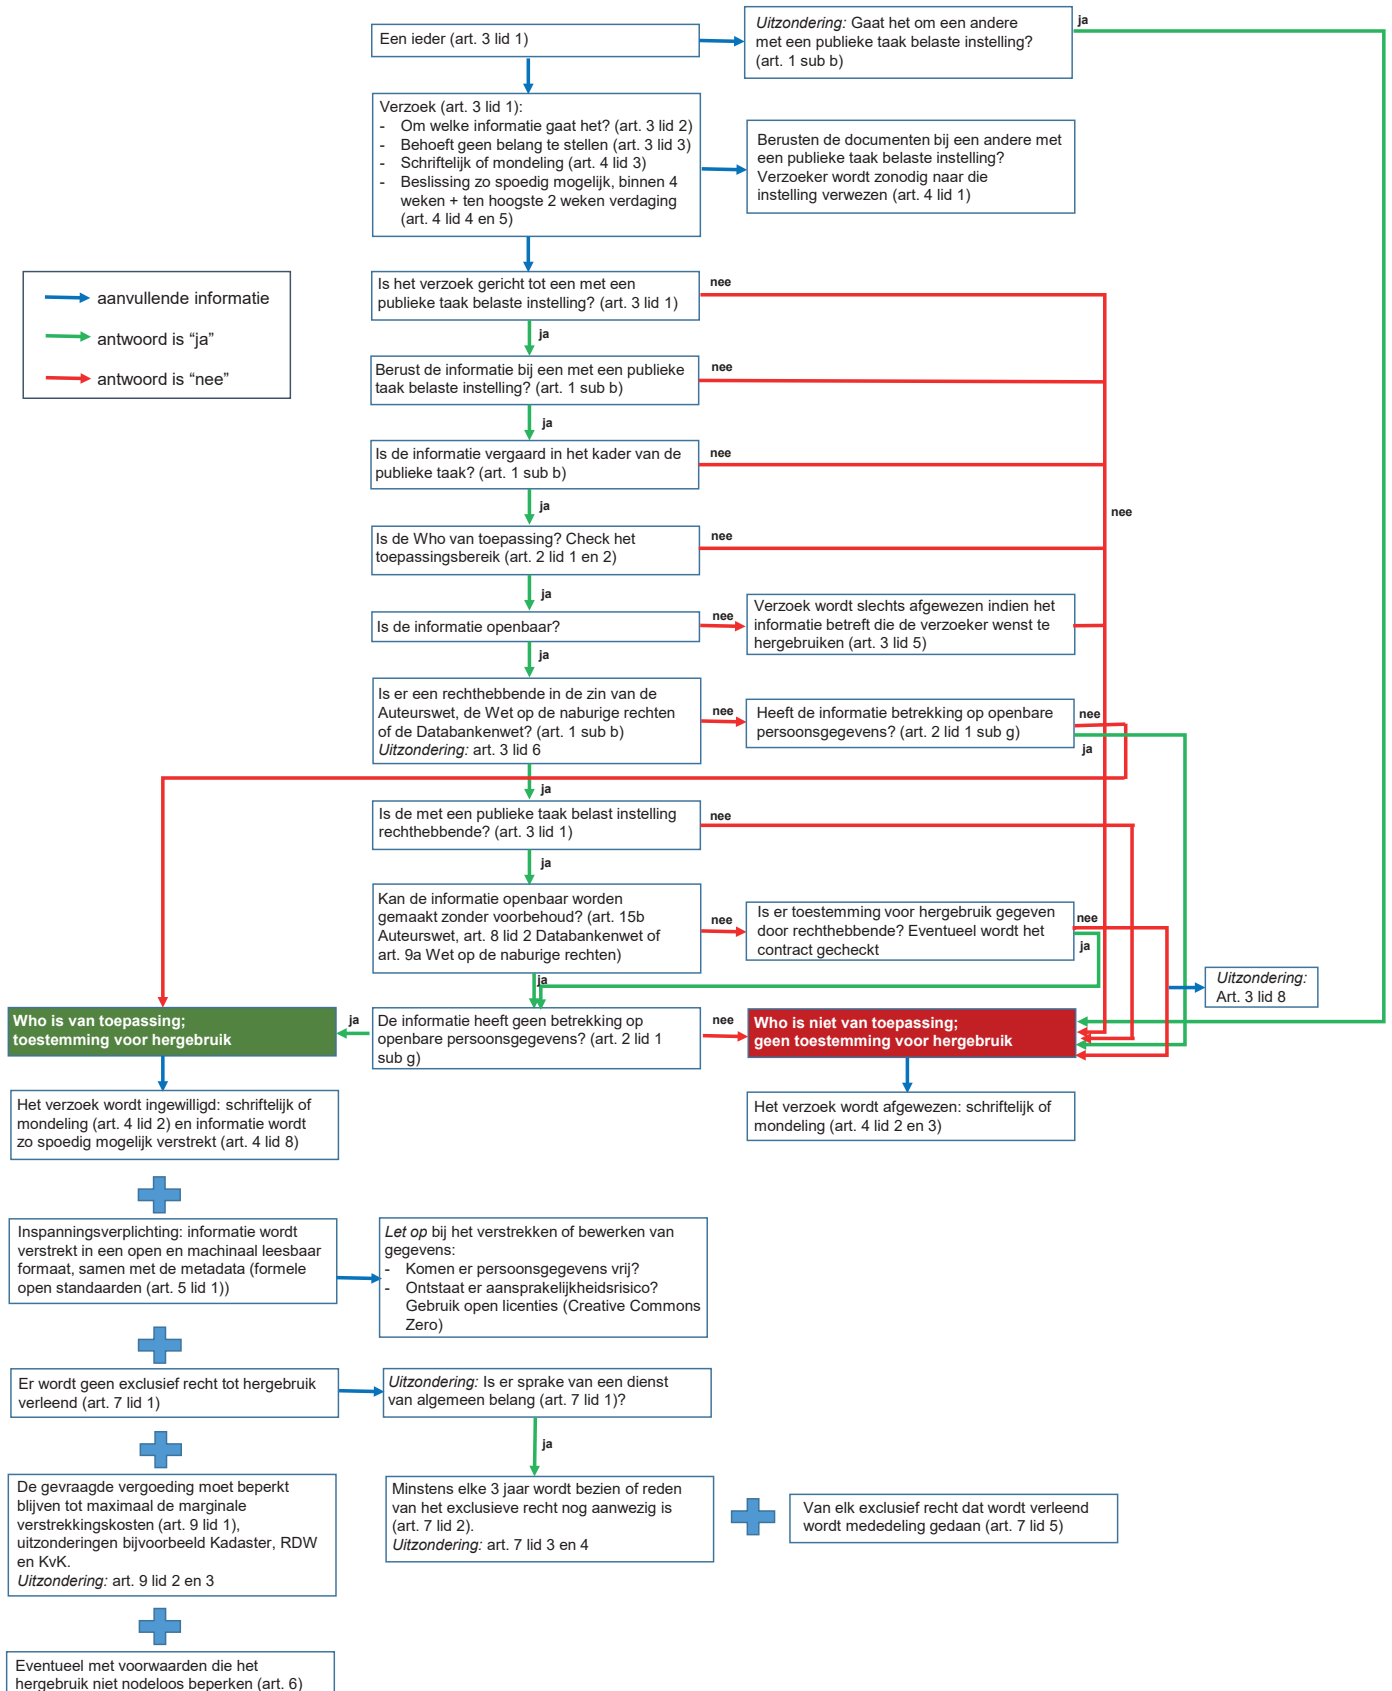 Een ieder (art. 3 lid 1)
Uitzondering: Gaat het om een andere
met een publieke taak belaste instelling?
(art. 1 sub b)
ja
Verzoek (art. 3 lid 1):
- Om welke informatie gaat het? (art. 3 lid 2)
- Behoeft geen belang te stellen (art. 3 lid 3)
- Schriftelijk of mondeling (art. 4 lid 3)
- Beslissing zo spoedig mogelijk, binnen 4
weken + ten hoogste 2 weken verdaging
(art. 4 lid 4 en 5)
Berusten de documenten bij een andere met
een publieke taak belaste instelling?
Verzoeker wordt zonodig naar die
instelling verwezen (art. 4 lid 1)
aanvullende informatie
antwoord is “ja”
antwoord is “nee”
Is het verzoek gericht tot een met een
publieke taak belaste instelling? (art. 3 lid 1)
nee
ja
Berust de informatie bij een met een publieke
taak belaste instelling? (art. 1 sub b)
nee
ja
Is de informatie vergaard in het kader van de
publieke taak? (art. 1 sub b)
nee
ja
nee
Is de Who van toepassing? Check het
toepassingsbereik (art. 2 lid 1 en 2)
nee
ja
Is de informatie openbaar?
nee
Verzoek wordt slechts afgewezen indien het
informatie betreft die de verzoeker wenst te
hergebruiken (art. 3 lid 5)
ja
Is er een rechthebbende in de zin van de
Auteurswet, de Wet op de naburige rechten
of de Databankenwet? (art. 1 sub b)
Uitzondering: art. 3 lid 6
nee
Heeft de informatie betrekking op openbare
persoonsgegevens? (art. 2 lid 1 sub g)
nee
ja
ja
Is de met een publieke taak belast instelling
rechthebbende? (art. 3 lid 1)
nee
ja
Kan de informatie openbaar worden
gemaakt zonder voorbehoud? (art. 15b
Auteurswet, art. 8 lid 2 Databankenwet of
art. 9a Wet op de naburige rechten)
nee
Is er toestemming voor hergebruik gegeven
door rechthebbende? Eventueel wordt het
contract gecheckt
nee
ja
ja
Uitzondering:
Art. 3 lid 8
Who is van toepassing;
toestemming voor hergebruik
ja
De informatie heeft geen betrekking op
openbare persoonsgegevens? (art. 2 lid 1
sub g)
nee
Who is niet van toepassing;
geen toestemming voor hergebruik
Het verzoek wordt ingewilligd: schriftelijk of
mondeling (art. 4 lid 2) en informatie wordt
zo spoedig mogelijk verstrekt (art. 4 lid 8)
Het verzoek wordt afgewezen: schriftelijk of
mondeling (art. 4 lid 2 en 3)
Inspanningsverplichting: informatie wordt
verstrekt in een open en machinaal leesbaar
formaat, samen met de metadata (formele
open standaarden (art. 5 lid 1))
Let op bij het verstrekken of bewerken van
gegevens:
- Komen er persoonsgegevens vrij?
- Ontstaat er aansprakelijkheidsrisico?
Gebruik open licenties (Creative Commons
Zero)
Er wordt geen exclusief recht tot hergebruik
verleend (art. 7 lid 1)
Uitzondering: Is er sprake van een dienst
van algemeen belang (art. 7 lid 1)?
ja
De gevraagde vergoeding moet beperkt
blijven tot maximaal de marginale
verstrekkingskosten (art. 9 lid 1),
uitzonderingen bijvoorbeeld Kadaster, RDW
en KvK.
Uitzondering: art. 9 lid 2 en 3
Minstens elke 3 jaar wordt bezien of reden
van het exclusieve recht nog aanwezig is
(art. 7 lid 2).
Uitzondering: art. 7 lid 3 en 4
Van elk exclusief recht dat wordt verleend
wordt mededeling gedaan (art. 7 lid 5)
Eventueel met voorwaarden die het
hergebruik niet nodeloos beperken (art. 6)